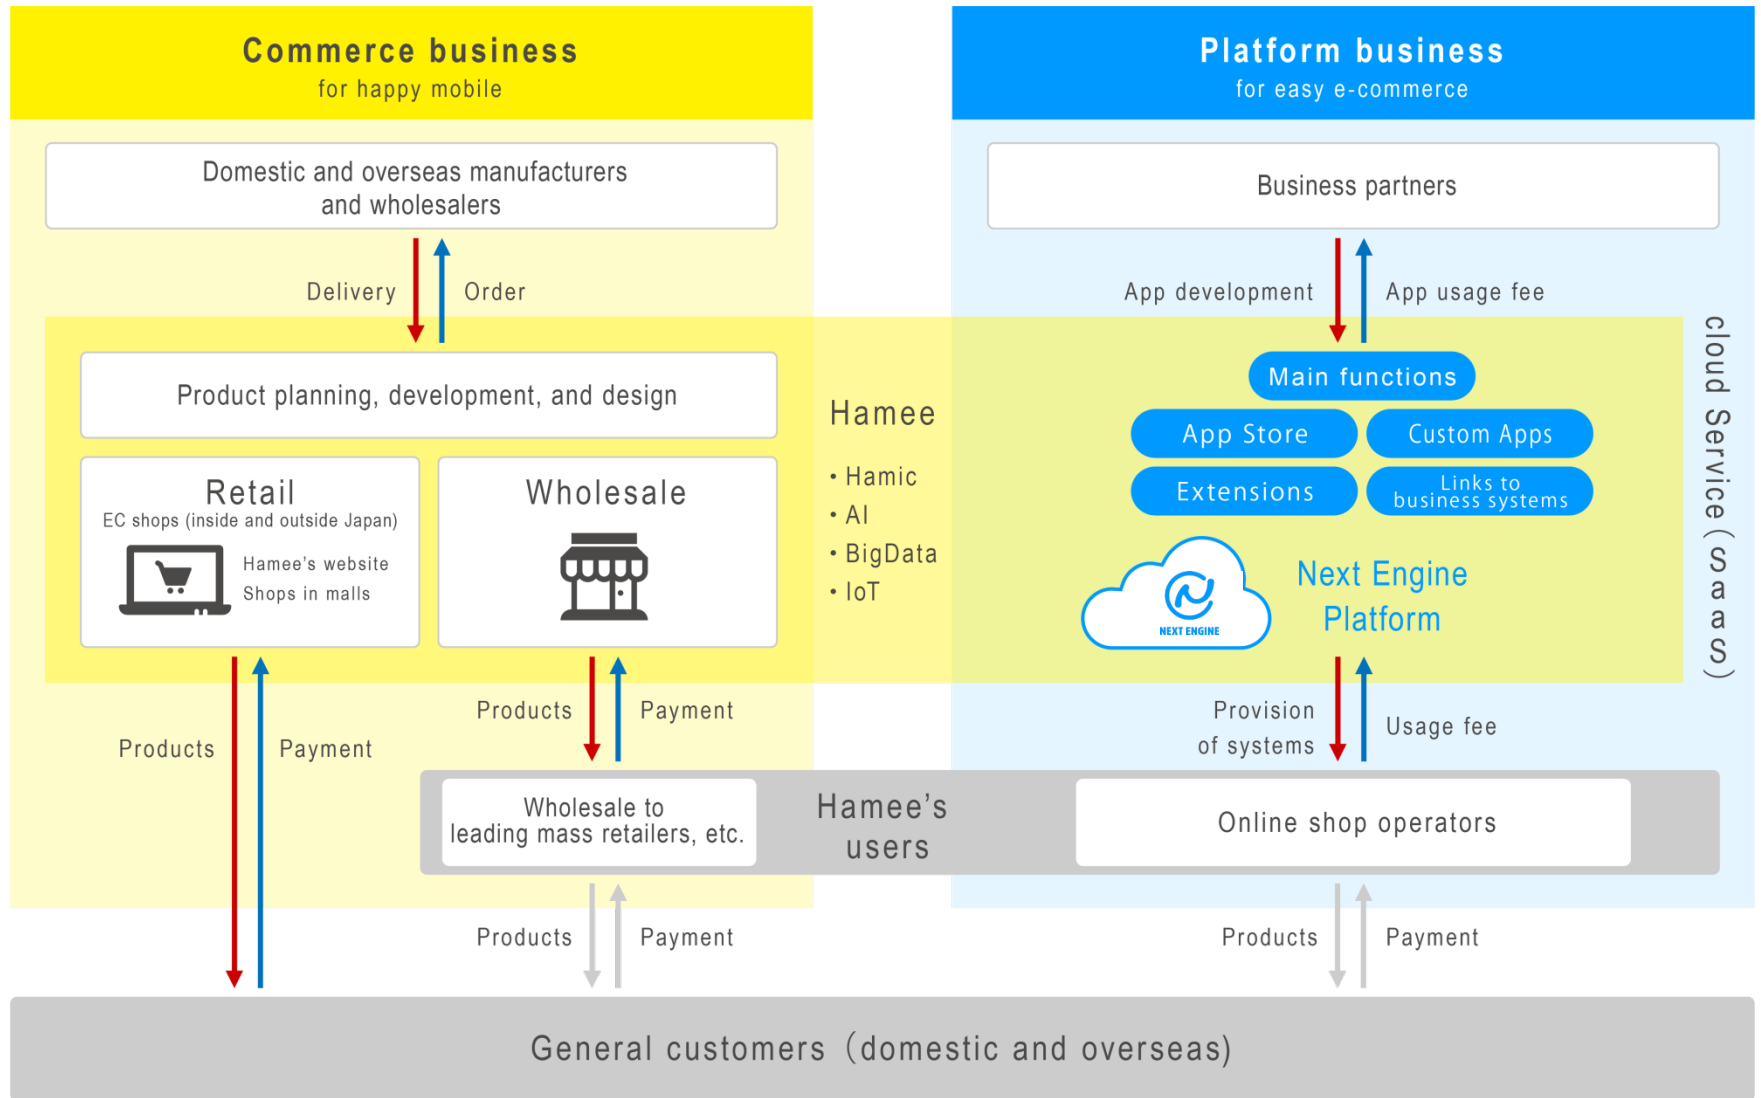 Commerce business
for happy mobile
Platform business
for easy e-commerce
Domestic and overseas manufacturers
and wholesalers
Business partners
Delivery
Order
App development
App usage fee
Product planning, development, and design
Retail
EC shops (inside and outside Japan)
Hamee's website
Shops in malls
Wholesale
Hamee
・Hamic
・AI
・BigData
・IoT
Main functions
App Store
Custom Apps
Extensions
Links to
business systems
NEXT ENGINE
Next Engine
Platform
cloud Service(SaaS)
Products
Payment
Products
Payment
Provision
of systems
Usage fee
Wholesale to
leading mass retailers, etc.
Hamee's
users
Online shop operators
Products
Payment
Products
Payment
General customers（domestic and overseas)